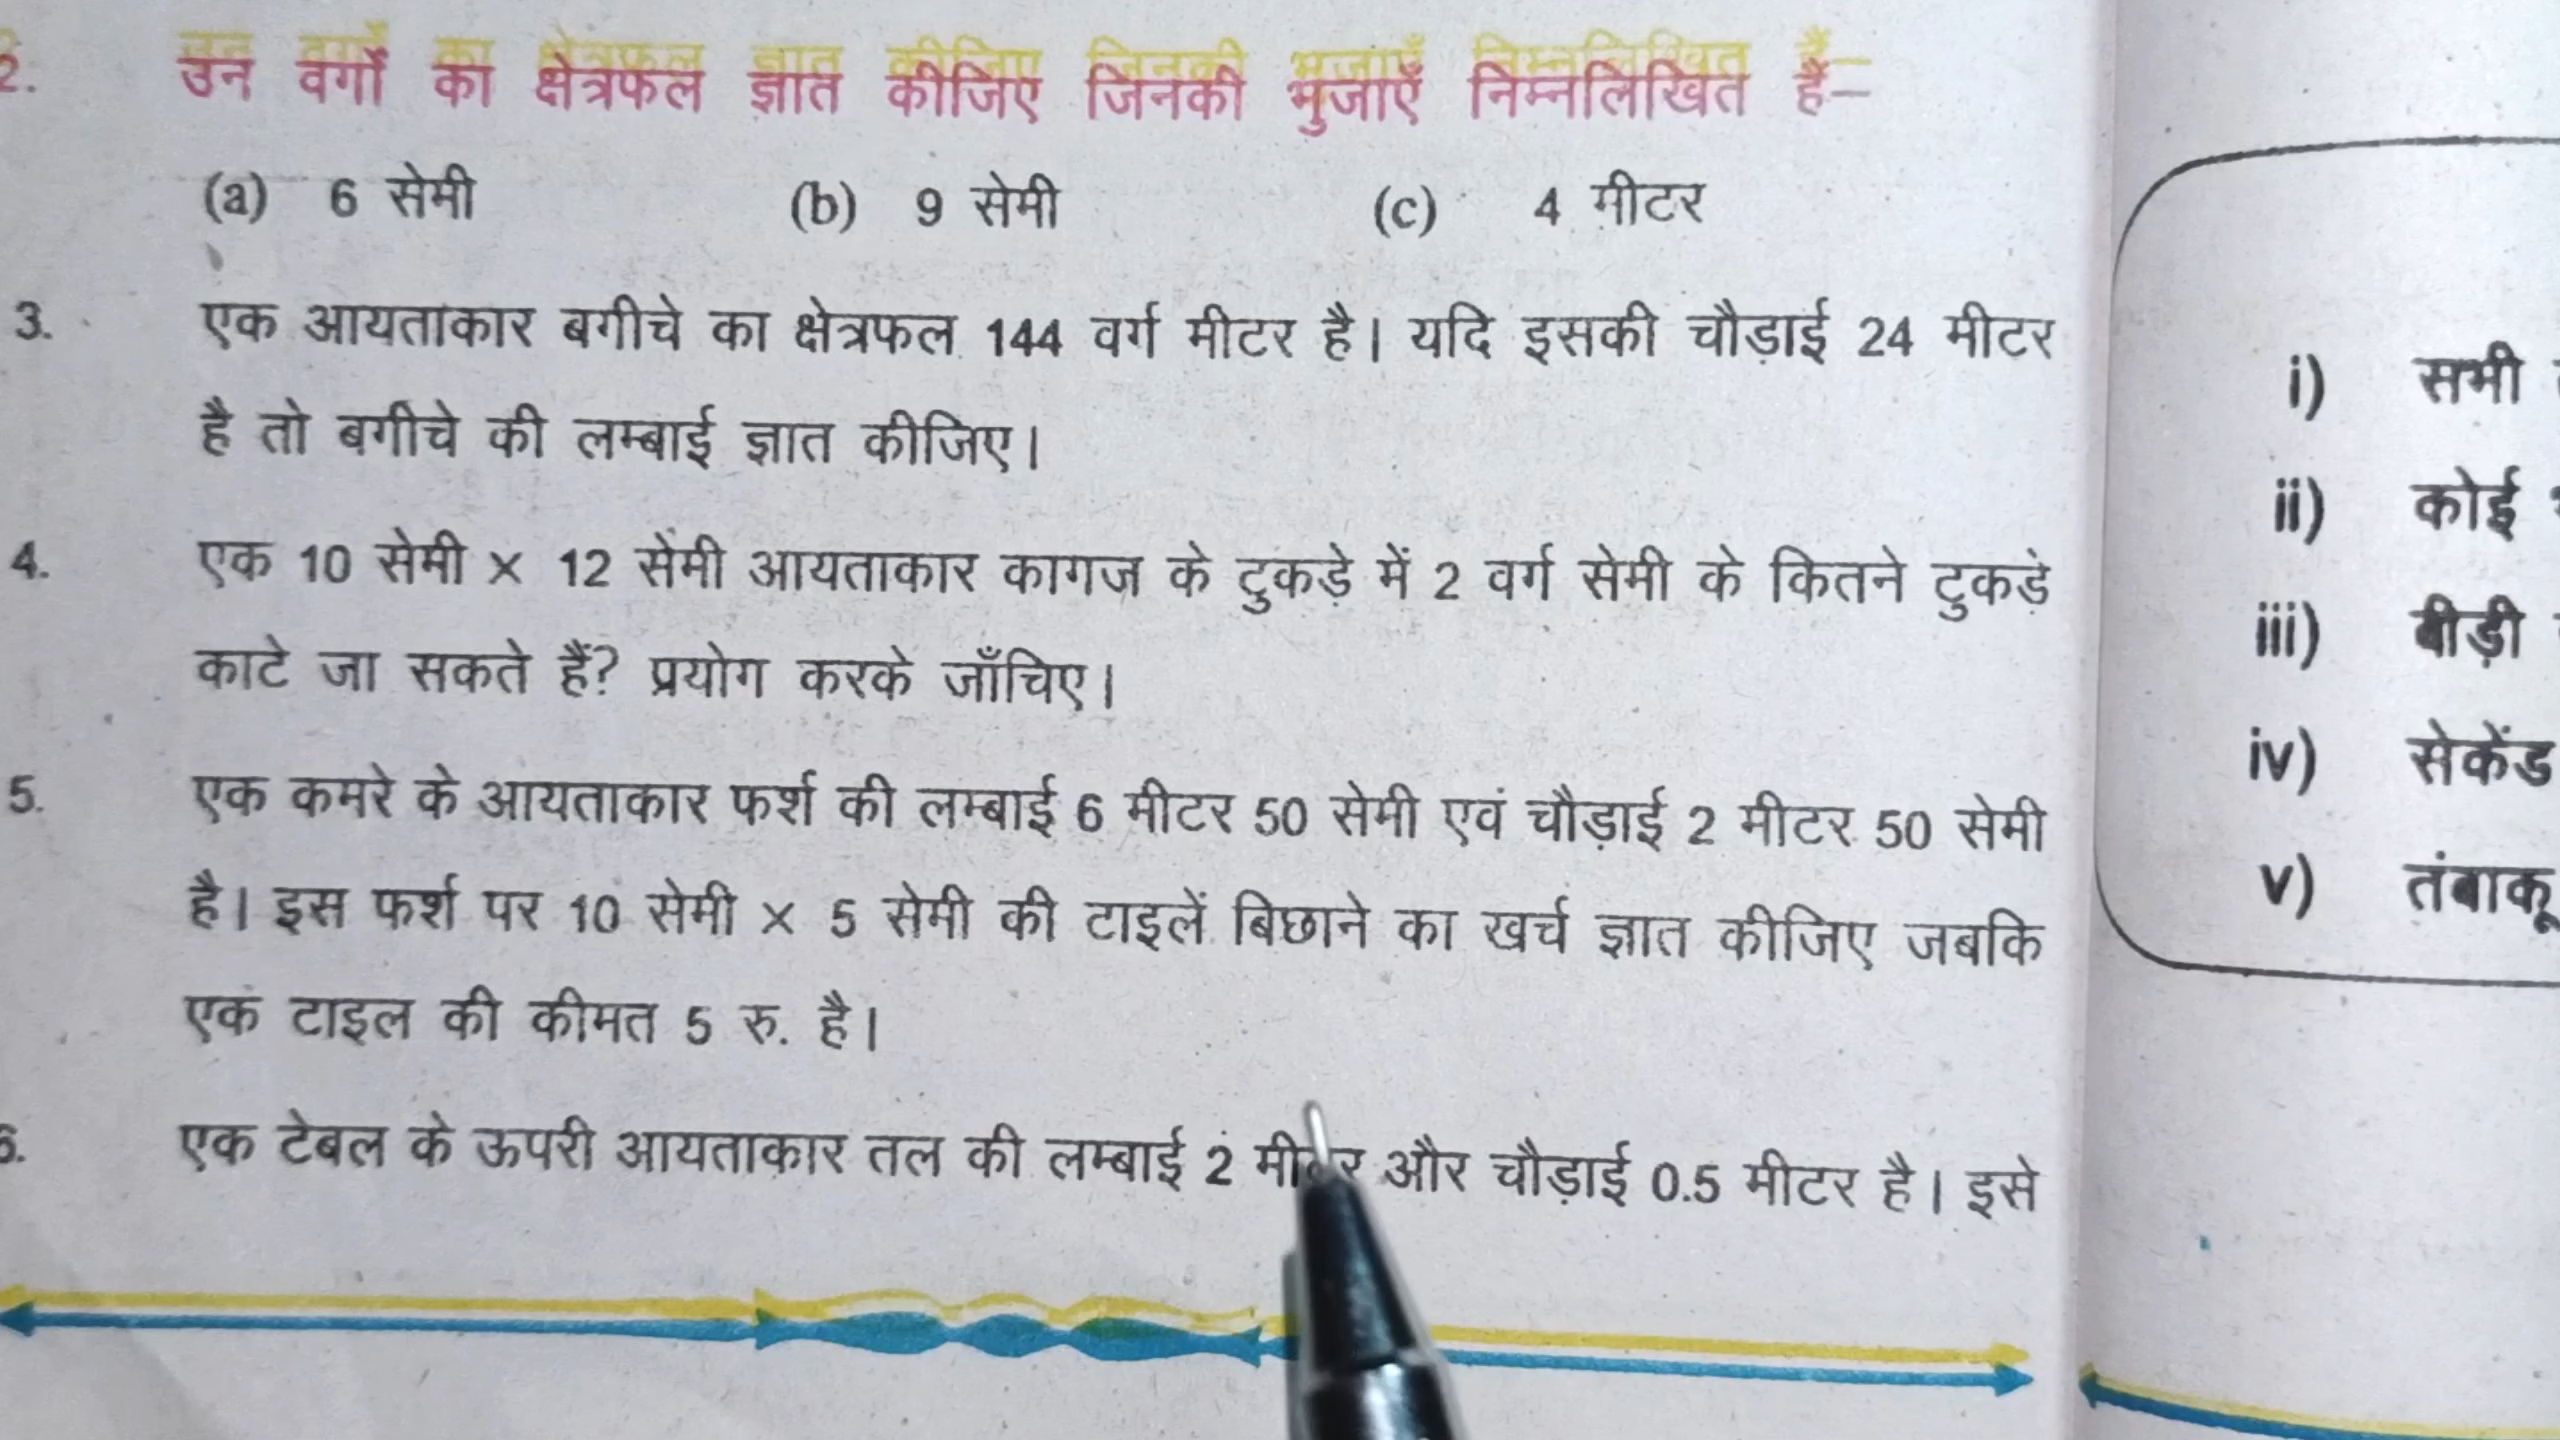 2. उन वर्गों का क्षेत्रफल ज्ञात कीजिए जिनकी भुजाएँ निम्नलिखित हैं–
(a) 6 सेमी (b) 9 सेमी (c) 4 मीटर
3. एक आयताकार बगीचे का क्षेत्रफल 144 वर्ग मीटर है। यदि इसकी चौड़ाई 24 मीटर
है तो बगीचे की लम्बाई ज्ञात कीजिए।
4. एक 10 सेमी × 12 सेमी आयताकार कागज के टुकड़े में 2 वर्ग सेमी के कितने टुकड़े
काटे जा सकते हैं? प्रयोग करके जाँचिए।
5. एक कमरे के आयताकार फर्श की लम्बाई 6 मीटर 50 सेमी एवं चौड़ाई 2 मीटर 50 सेमी
है। इस फर्श पर 10 सेमी × 5 सेमी की टाइलें बिछाने का खर्च ज्ञात कीजिए जबकि
एक टाइल की कीमत 5 रु. है।
6. एक टेबल के ऊपरी आयताकार तल की लम्बाई 2 मीटर और चौड़ाई 0.5 मीटर है। इसे
i) सभी
ii) कोई
iii) बीड़ी
iv) सेकेंड
v) तंबाकू